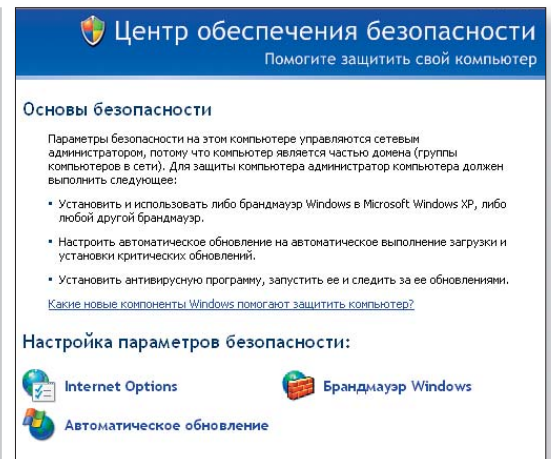 Центр обеспечения безопасности
Помогите защитить свой компьютер
Основы безопасности
Параметры безопасности на этом компьютере управляются сетевым
администратором, потому что компьютер является частью домена (группы
компьютеров в сети). Для защиты компьютера администратор компьютера должен
выполнить следующее:
• Установить и использовать либо брандмауэр Windows в Microsoft Windows XP, либо
любой другой брандмауэр.
• Настроить автоматическое обновление на автоматическое выполнение загрузки и
установки критических обновлений.
• Установить антивирусную программу, запустить ее и следить за ее обновлениями.
Какие новые компоненты Windows помогают защитить компьютер?
Настройка параметров безопасности:
Internet Options
Брандмауэр Windows
Автоматическое обновление